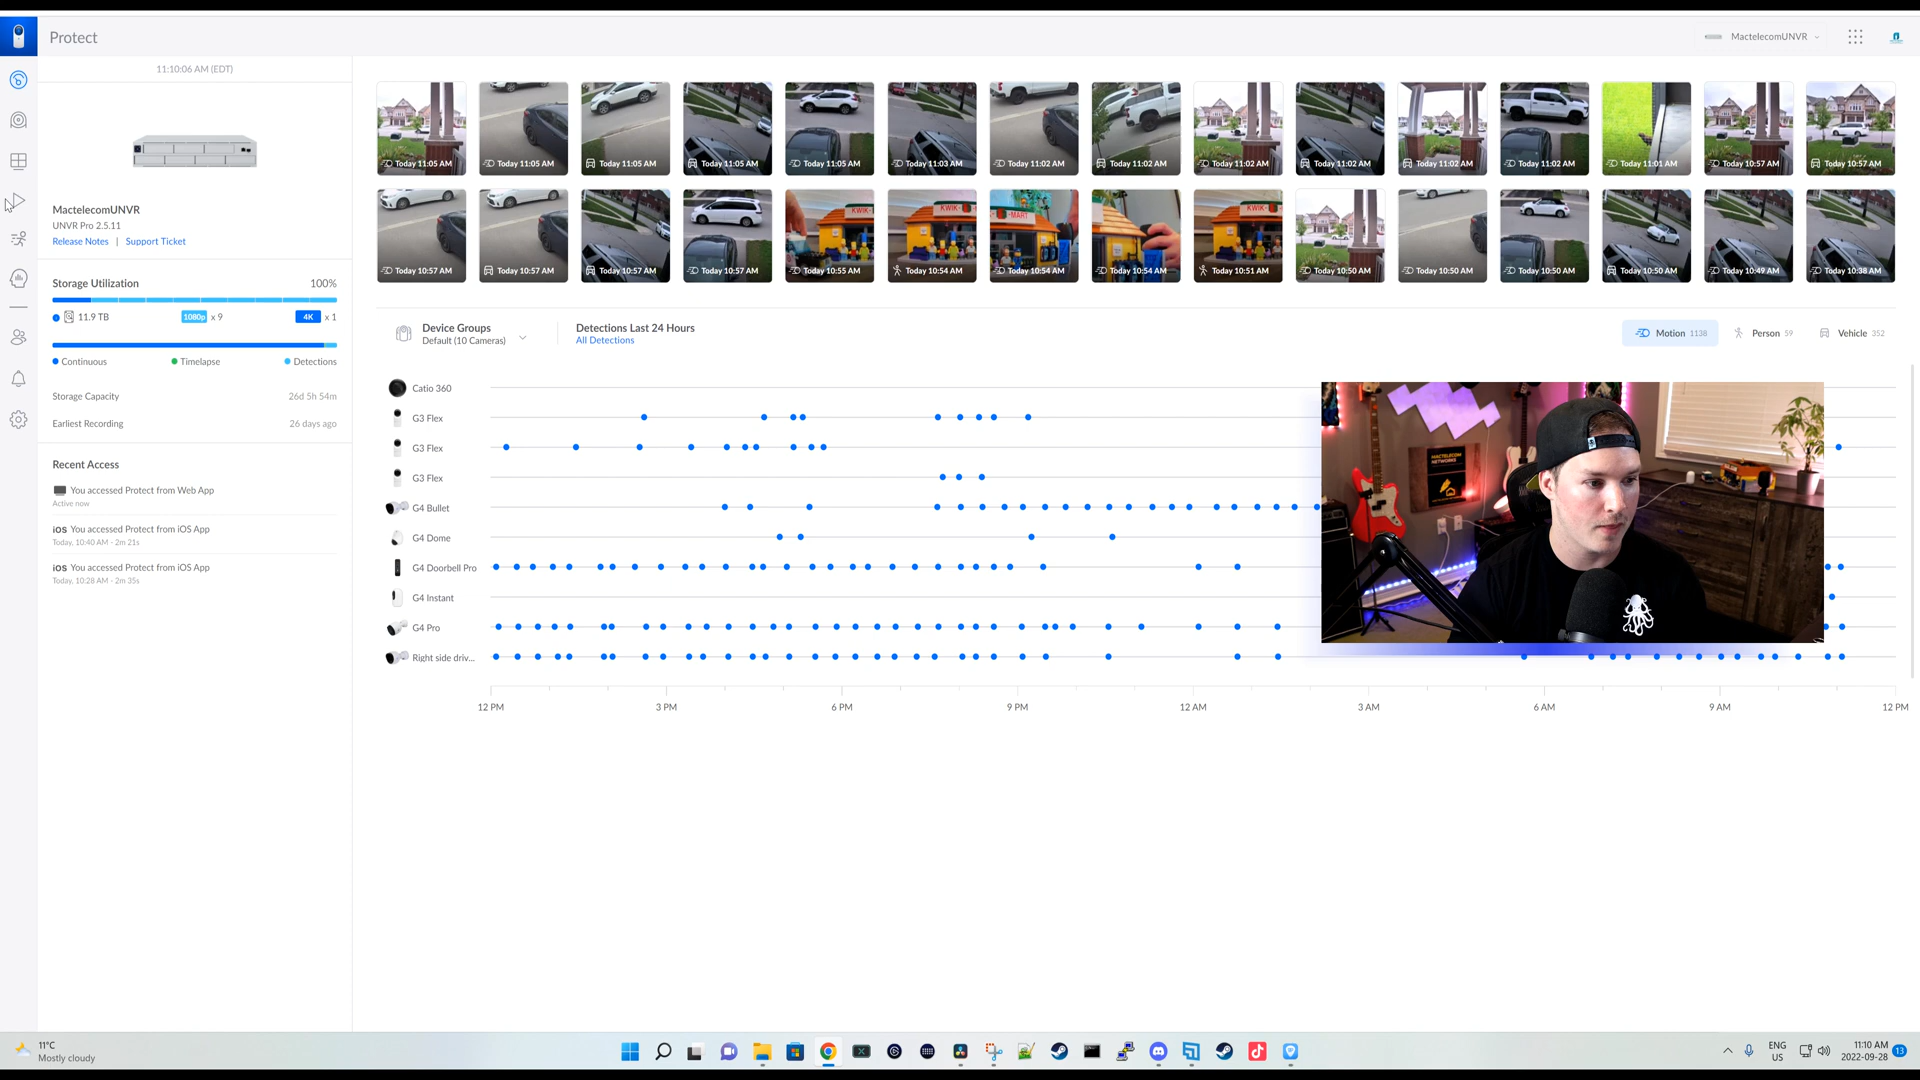 Protect
MactelecomUNVR
11:10:06 AM (EDT)
MactelecomUNVR
UNVR Pro 2.5.11
Release Notes | Support Ticket
Storage Utilization 100%
11.9 TB 1080p x 9 4K x 1
Continuous Timelapse Detections
Storage Capacity 26d 5h 54m
Earliest Recording 26 days ago
Recent Access
You accessed Protect from Web App
Active now
iOS You accessed Protect from iOS App
Today, 10:40 AM - 2m 21s
iOS You accessed Protect from iOS App
Today, 10:28 AM - 2m 35s
Today 11:05 AM Today 11:05 AM Today 11:05 AM Today 11:05 AM Today 11:05 AM Today 11:03 AM Today 11:02 AM Today 11:02 AM Today 11:02 AM Today 11:02 AM Today 11:02 AM Today 11:02 AM Today 11:01 AM Today 10:57 AM Today 10:57 AM
KWIK KWIK MART
Today 10:57 AM Today 10:57 AM Today 10:57 AM Today 10:57 AM Today 10:55 AM Today 10:54 AM Today 10:54 AM Today 10:54 AM Today 10:51 AM Today 10:50 AM Today 10:50 AM Today 10:50 AM Today 10:50 AM Today 10:49 AM Today 10:38 AM
Device Groups
Default (10 Cameras)
Detections Last 24 Hours
All Detections
Motion 1138 Person 59 Vehicle 352
Catio 360
G3 Flex
G3 Flex
G3 Flex
G4 Bullet
G4 Dome
G4 Doorbell Pro
G4 Instant
G4 Pro
Right side driv...
12 PM 3 PM 6 PM 9 PM 12 AM 3 AM 6 AM 9 AM 12 PM
MACTELECOM
NETWORKS
11°C
Mostly cloudy
ENG
US
11:10 AM
2022-09-28
13